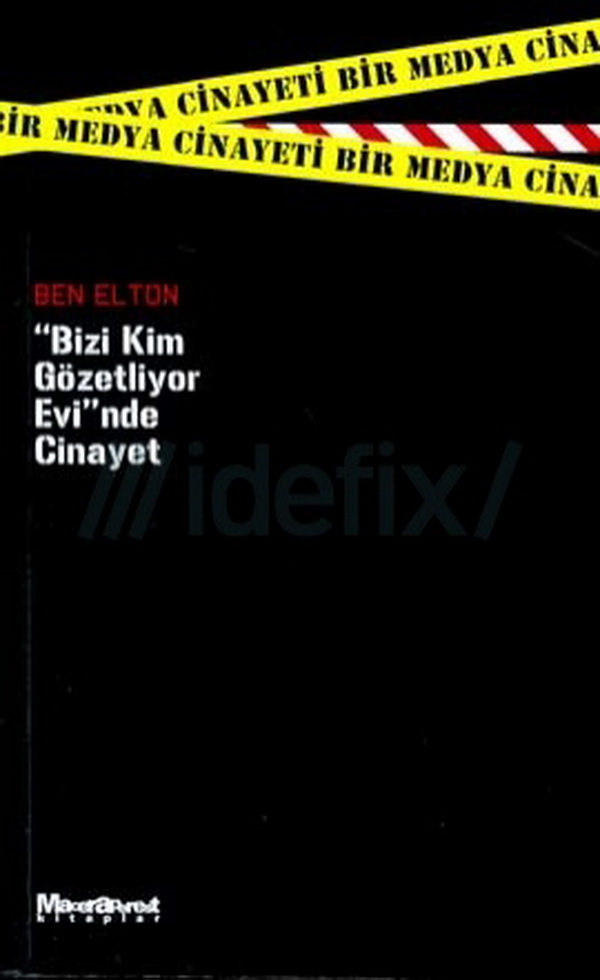 MEDYA CİNAYETİ BİR MEDYA CİNA
BİR MEDYA CİNAYETİ BİR MEDYA CİNA
BEN ELTON
“Bizi Kim
Gözetliyor
Evi”nde
Cinayet
///idefix/
MaceraPerest
kitaplar